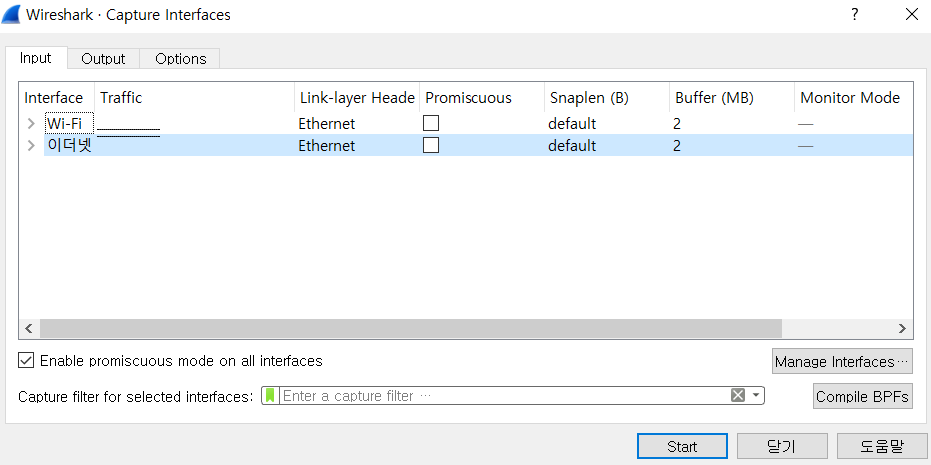 Wireshark · Capture Interfaces
Input Output Options
Interface Traffic Link-layer Heade Promiscuous Snaplen (B) Buffer (MB) Monitor Mode
Wi-Fi Ethernet default 2 —
이더넷 Ethernet default 2 —
Enable promiscuous mode on all interfaces
Manage Interfaces…
Capture filter for selected interfaces: Enter a capture filter …
Compile BPFs
Start 닫기 도움말